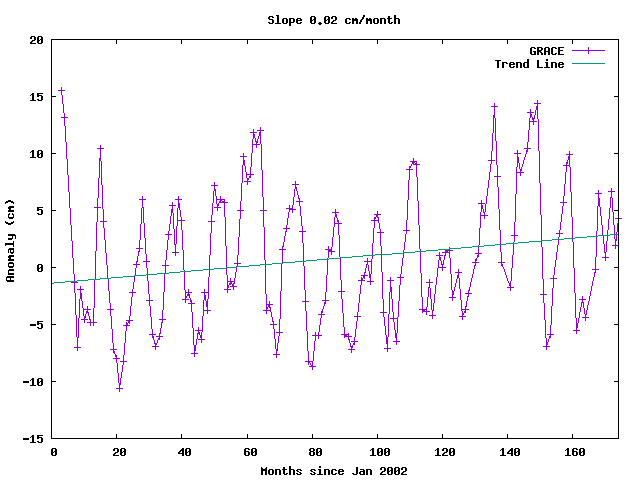 Slope 0.02 cm/month
20
GRACE
Trend Line
15
10
5
0
-5
-10
-15
Anomaly (cm)
0 20 40 60 80 100 120 140 160
Months since Jan 2002